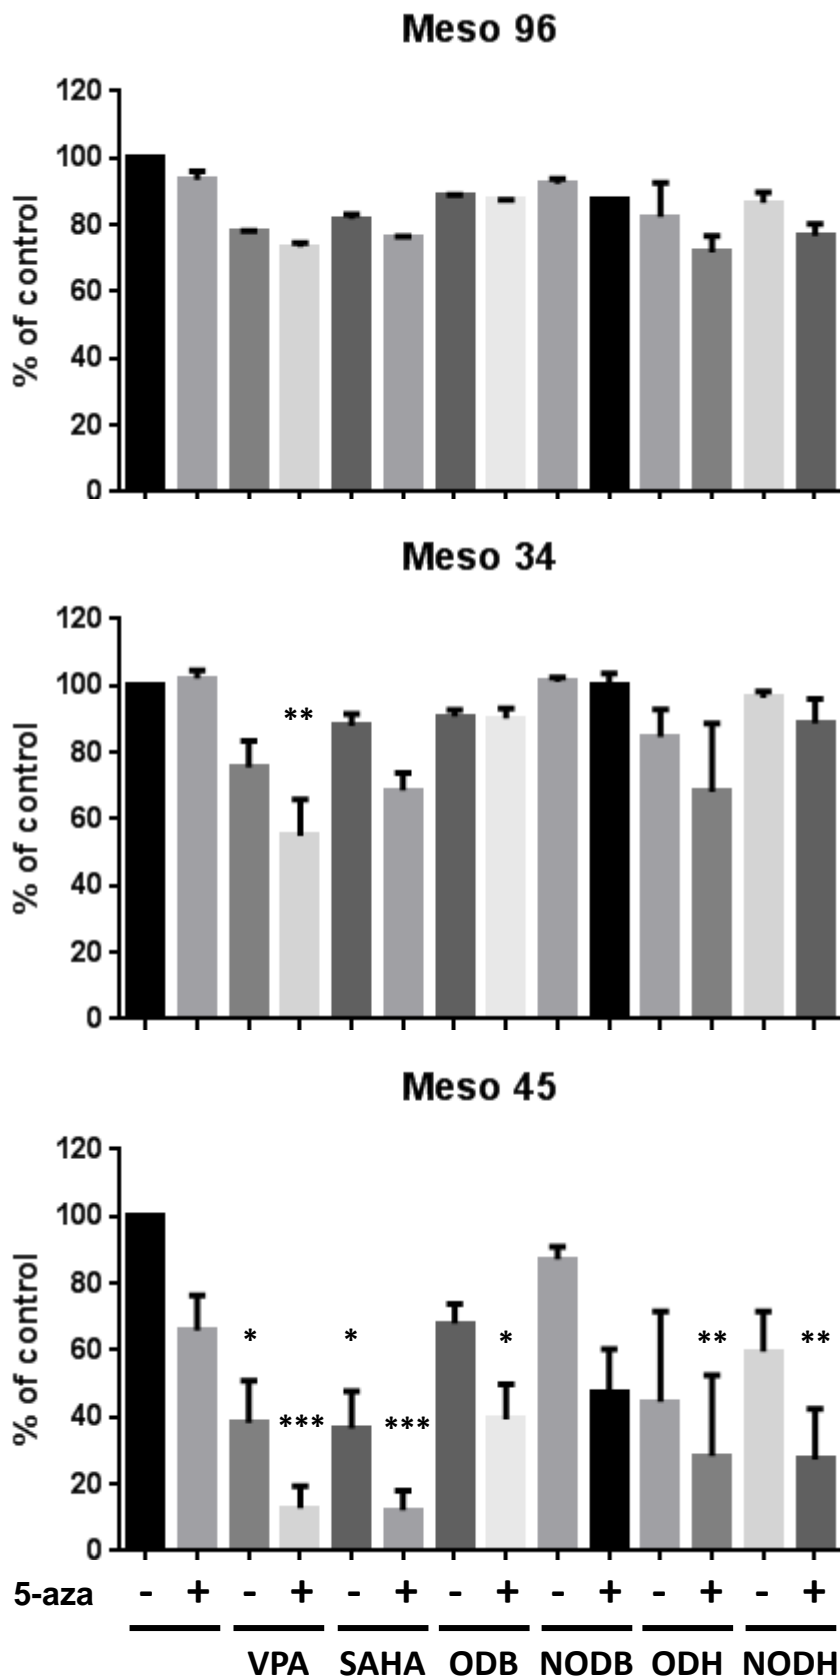 Meso 96
% of control
120
100
80
60
40
20
0
Meso 34
% of control
120
100
80
60
40
20
0
**
Meso 45
% of control
120
100
80
60
40
20
0
* *** * *** * ** **
5-aza - + - + - + - + - + - + - +
VPA SAHA ODB NODB ODH NODH